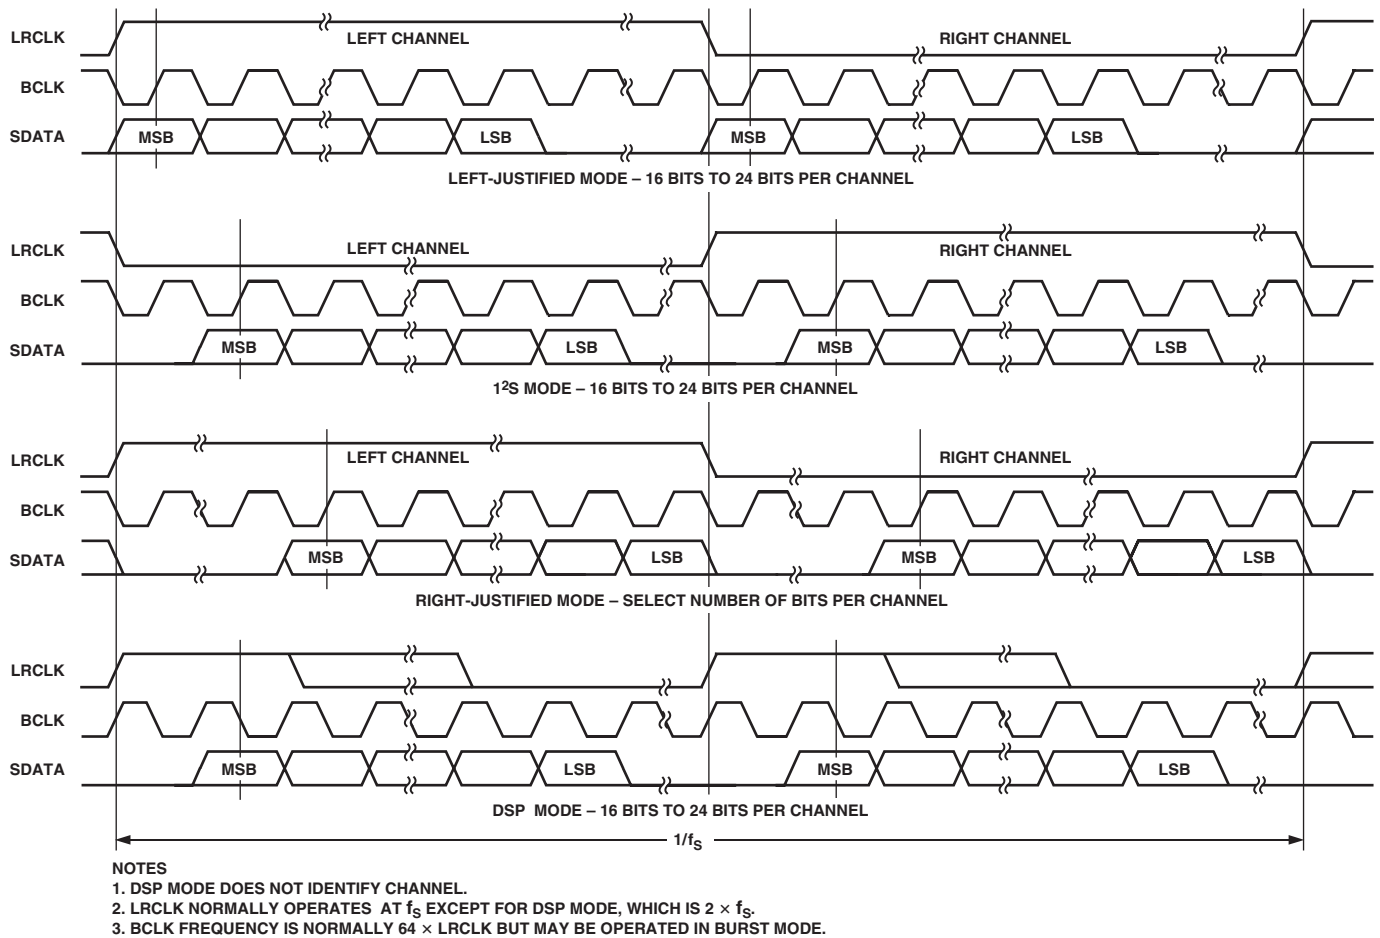 LRCLK LEFT CHANNEL RIGHT CHANNEL
BCLK
SDATA MSB LSB MSB LSB
LEFT-JUSTIFIED MODE – 16 BITS TO 24 BITS PER CHANNEL
LRCLK LEFT CHANNEL RIGHT CHANNEL
BCLK
SDATA MSB LSB MSB LSB
1²S MODE – 16 BITS TO 24 BITS PER CHANNEL
LRCLK LEFT CHANNEL RIGHT CHANNEL
BCLK
SDATA MSB LSB MSB LSB
RIGHT-JUSTIFIED MODE – SELECT NUMBER OF BITS PER CHANNEL
LRCLK
BCLK
SDATA MSB LSB MSB LSB
DSP MODE – 16 BITS TO 24 BITS PER CHANNEL
1/fS
NOTES
1. DSP MODE DOES NOT IDENTIFY CHANNEL.
2. LRCLK NORMALLY OPERATES AT fS EXCEPT FOR DSP MODE, WHICH IS 2 × fS.
3. BCLK FREQUENCY IS NORMALLY 64 × LRCLK BUT MAY BE OPERATED IN BURST MODE.